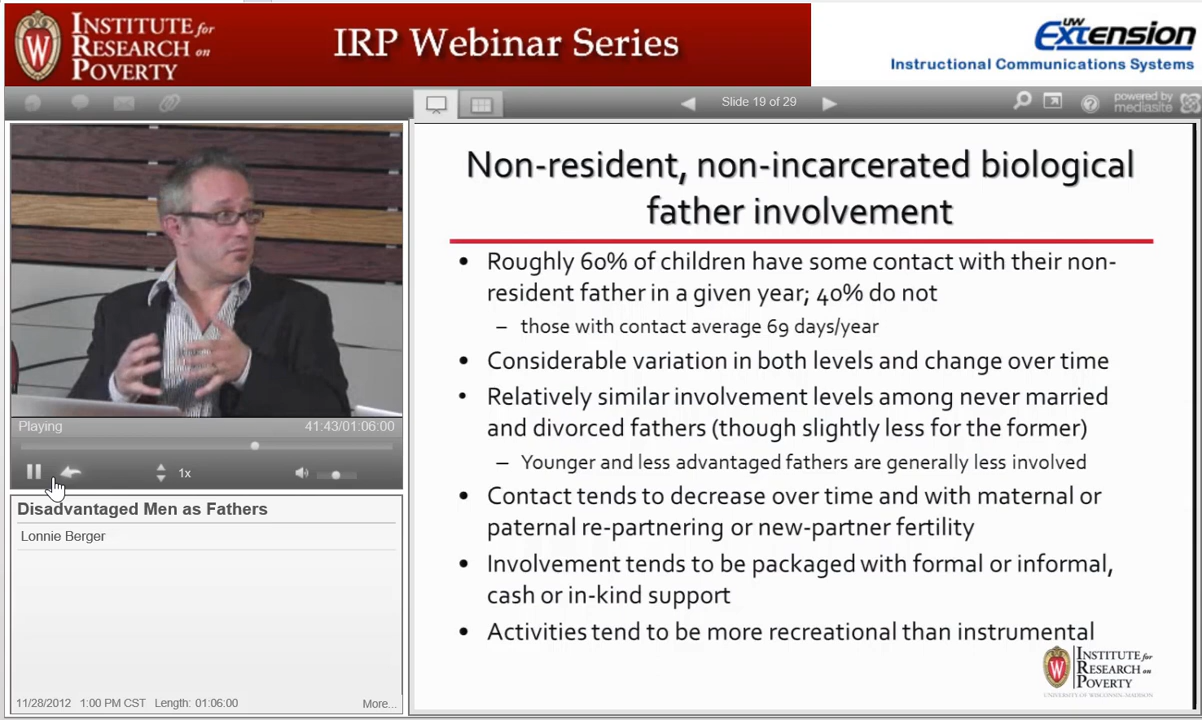 INSTITUTE for
RESEARCH on
POVERTY
IRP Webinar Series
UW
Extension
Instructional Communications Systems
Slide 19 of 29
powered by
mediasite
Playing
41:43/01:06:00
1x
Disadvantaged Men as Fathers
Lonnie Berger
11/28/2012 1:00 PM CST Length: 01:06:00
More...
Non-resident, non-incarcerated biological
father involvement
• Roughly 60% of children have some contact with their non-
resident father in a given year; 40% do not
– those with contact average 69 days/year
• Considerable variation in both levels and change over time
• Relatively similar involvement levels among never married
and divorced fathers (though slightly less for the former)
– Younger and less advantaged fathers are generally less involved
• Contact tends to decrease over time and with maternal or
paternal re-partnering or new-partner fertility
• Involvement tends to be packaged with formal or informal,
cash or in-kind support
• Activities tend to be more recreational than instrumental
INSTITUTE for
RESEARCH on
POVERTY
UNIVERSITY OF WISCONSIN-MADISON